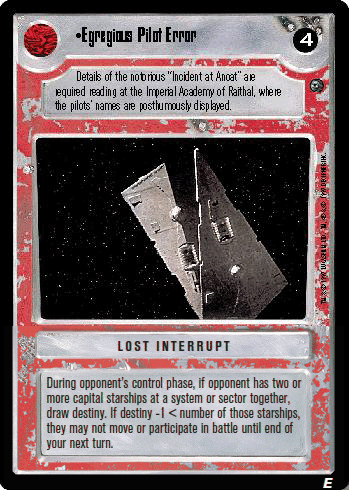 •Egregious Pilot Error
4
Details of the notorious "Incident at Anoat" are
required reading at the Imperial Academy of Raithal, where
the pilots' names are posthumously displayed.
LOST INTERRUPT
During opponent's control phase, if opponent has two or
more capital starships at a system or sector together,
draw destiny. If destiny -1 < number of those starships,
they may not move or participate in battle until end of
your next turn.
E